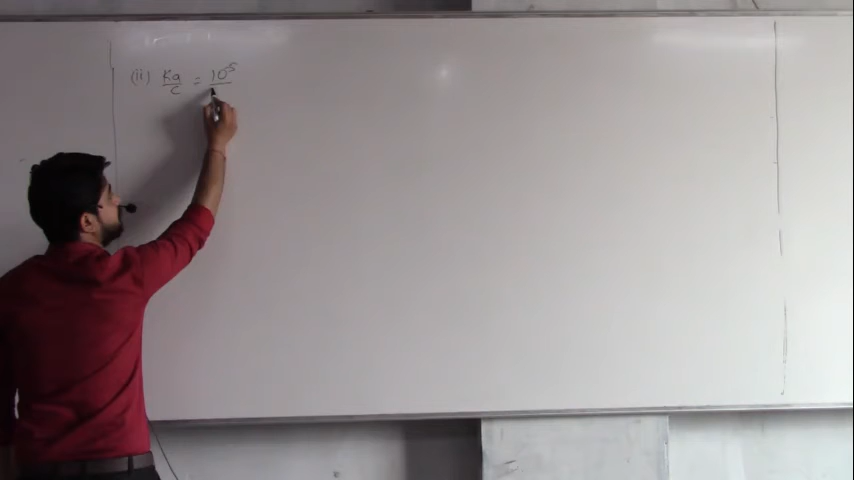 (ii) Ka/c = 10⁻⁵/